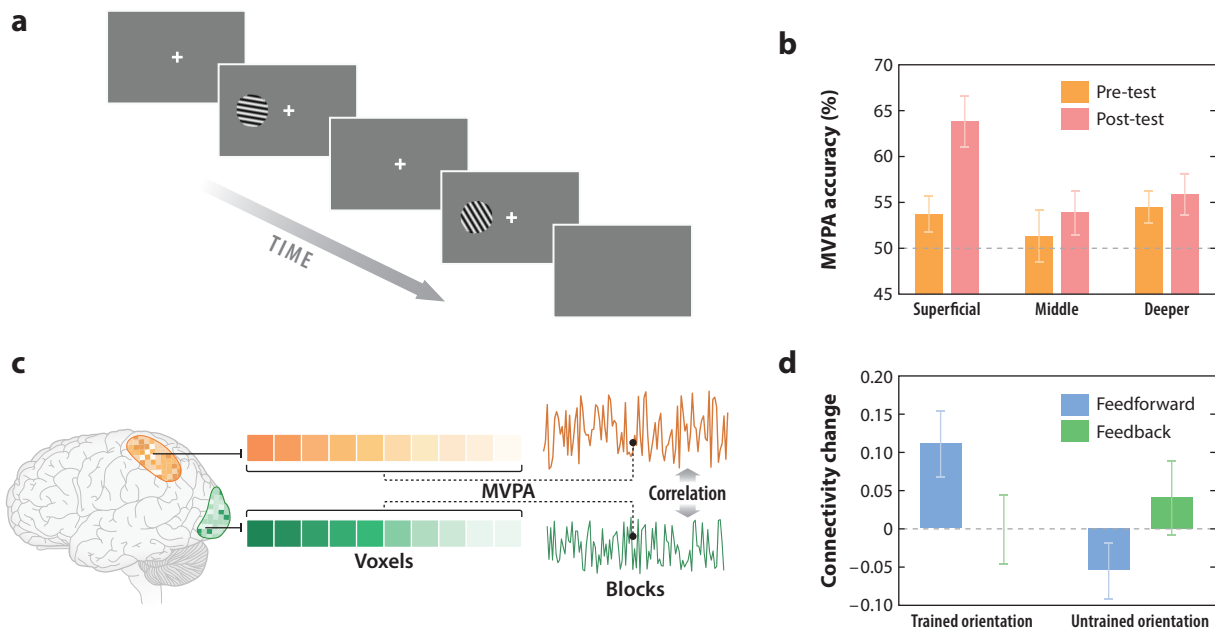 a
TIME
b
MVPA accuracy (%)
70
65
60
55
50
45
Pre-test
Post-test
Superficial
Middle
Deeper
c
MVPA
Voxels
Correlation
Blocks
d
Connectivity change
0.20
0.15
0.10
0.05
0
−0.05
−0.10
Feedforward
Feedback
Trained orientation
Untrained orientation